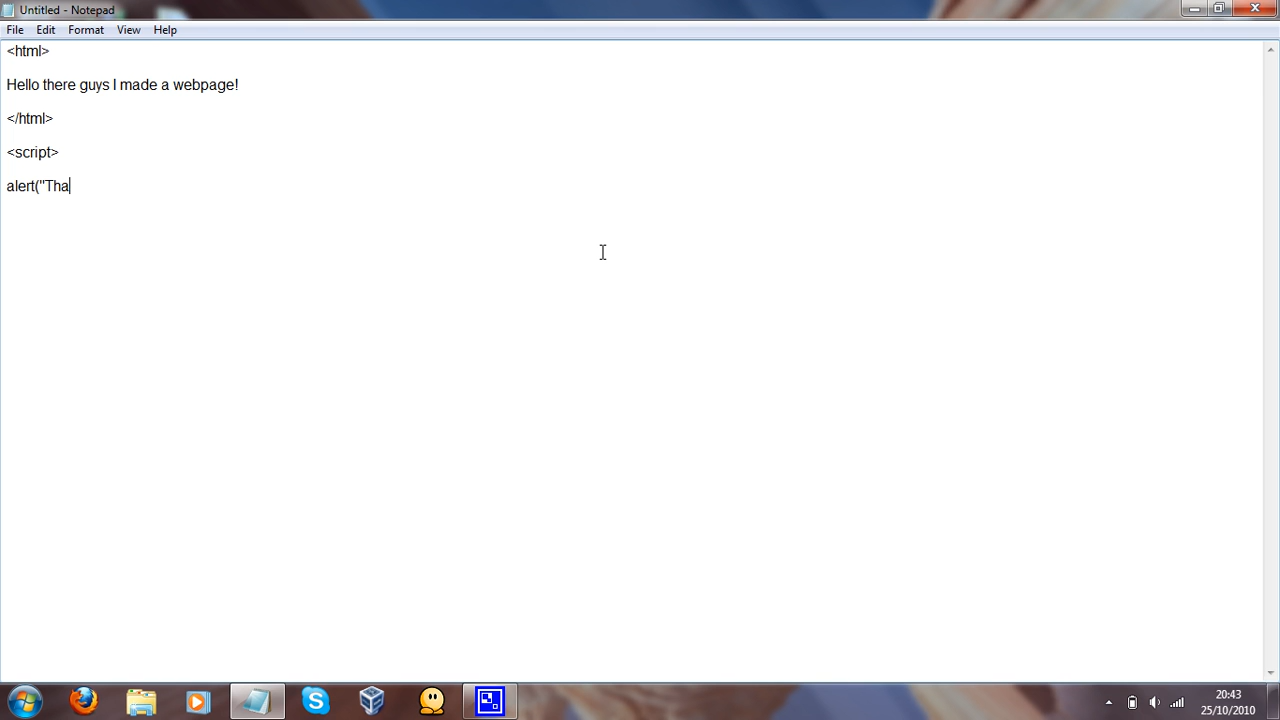 Untitled - Notepad
File Edit Format View Help
<html>
Hello there guys I made a webpage!
</html>
<script>
alert("Tha
20:43
25/10/2010